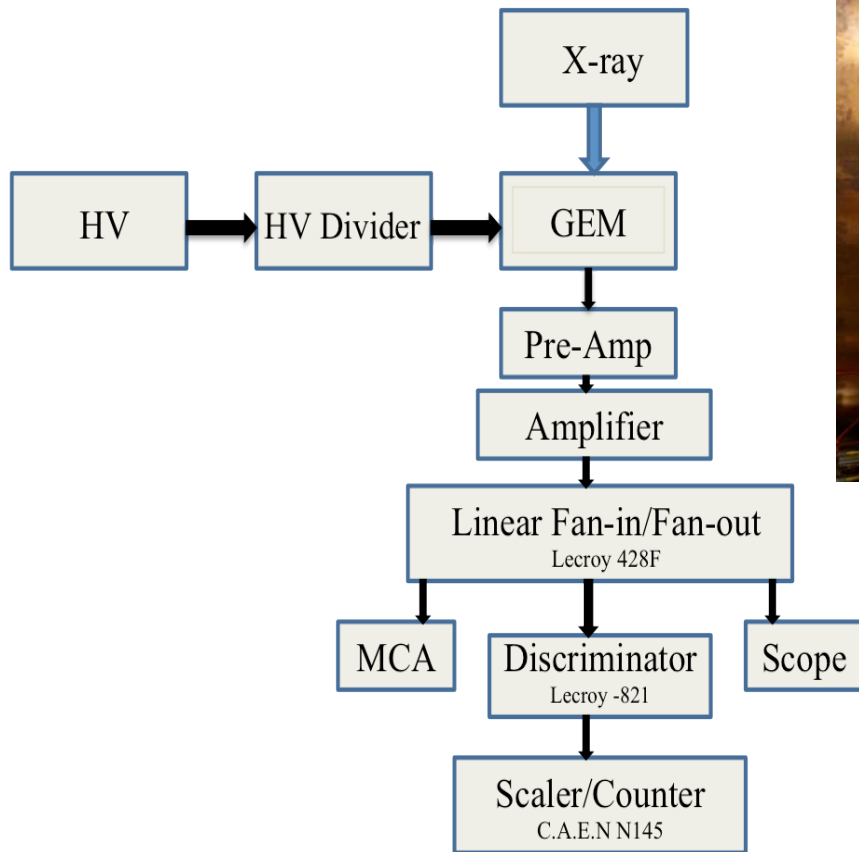 X-ray
HV
HV Divider
GEM
Pre-Amp
Amplifier
Linear Fan-in/Fan-out
Lecroy 428F
MCA
Discriminator
Lecroy -821
Scope
Scaler/Counter
C.A.E.N N145